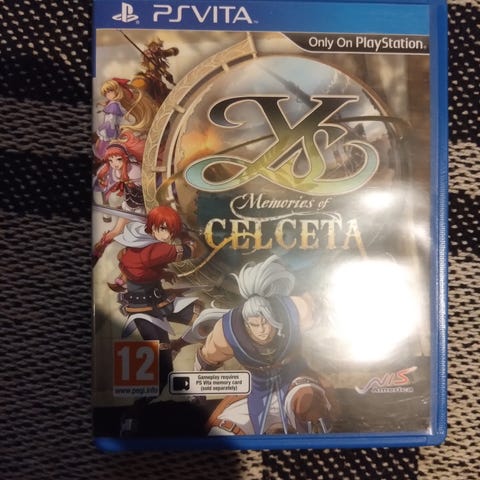 PSVITA
Only On PlayStation®
Ys
Memories of
CELCETA
12
www.pegi.info
Gameplay requires
PS Vita memory card
(sold separately)
NIS
America